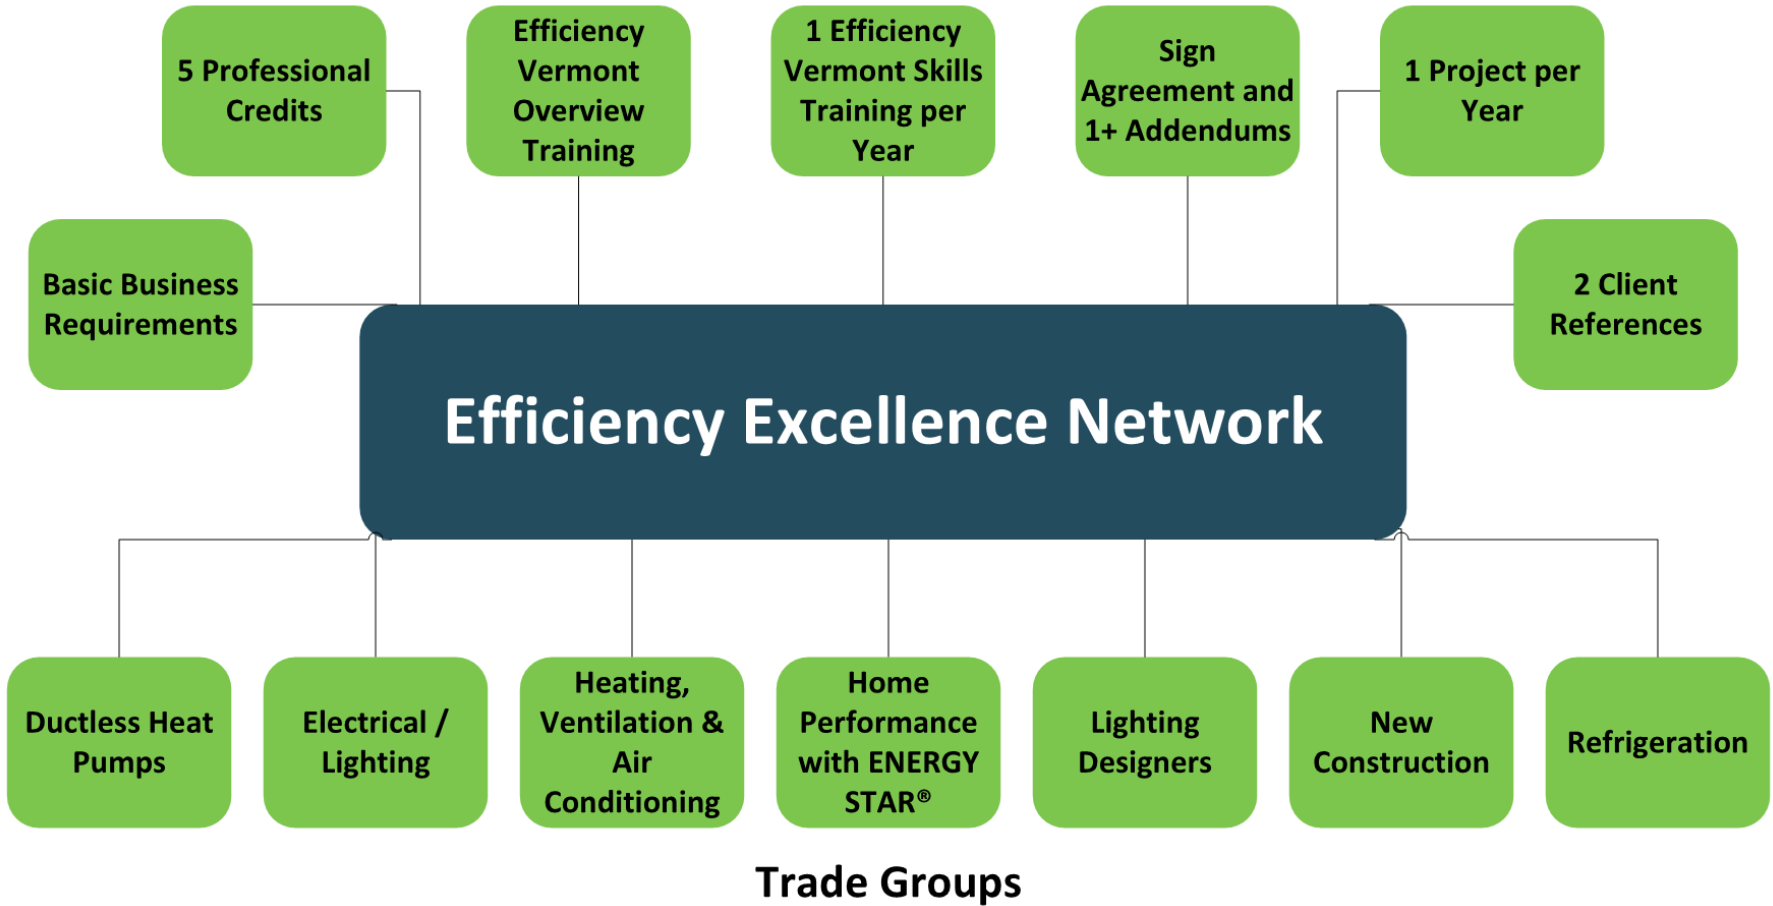 5 Professional
Credits
Efficiency
Vermont
Overview
Training
1 Efficiency
Vermont Skills
Training per
Year
Sign
Agreement and
1+ Addendums
1 Project per
Year
Basic Business
Requirements
2 Client
References
Efficiency Excellence Network
Ductless Heat
Pumps
Electrical /
Lighting
Heating,
Ventilation &
Air
Conditioning
Home
Performance
with ENERGY
STAR®
Lighting
Designers
New
Construction
Refrigeration
Trade Groups